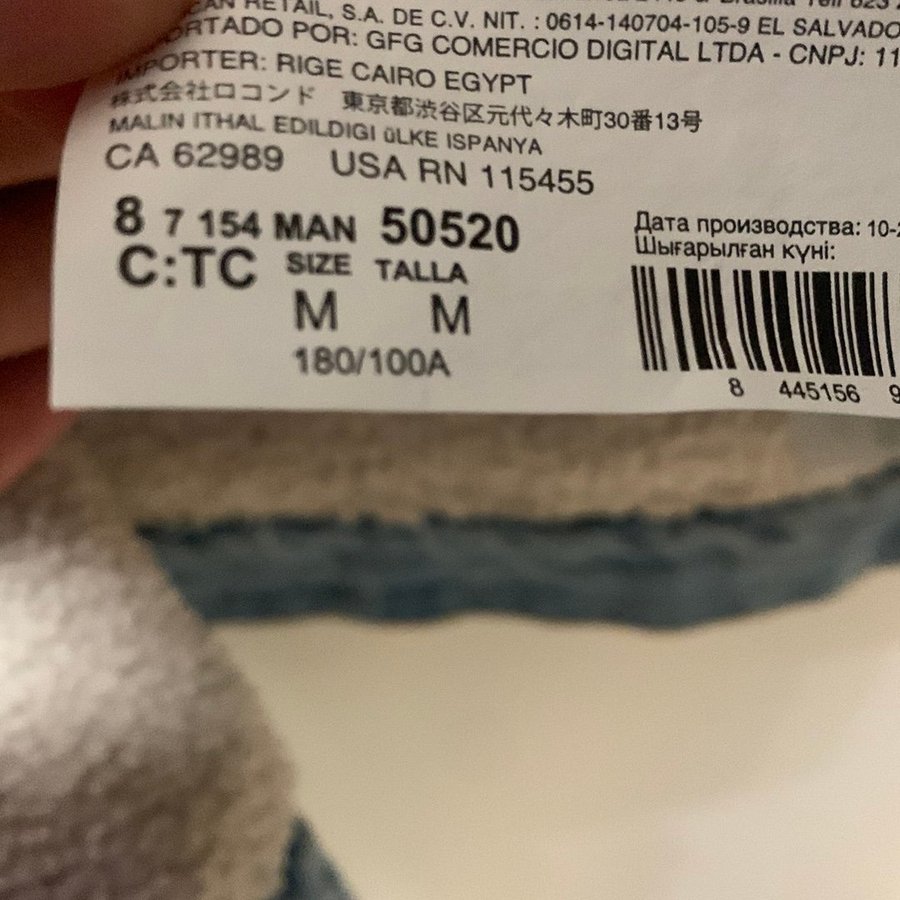 RETAIL, S.A. DE C.V. NIT. : 0614-140704-105-9 EL SALVADO
ORTADO POR: GFG COMERCIO DIGITAL LTDA - CNPJ: 11
IMPORTER: RIGE CAIRO EGYPT
株式会社ロコンド 東京都渋谷区元代々木町30番13号
MALIN ITHAL EDILDIGI üLKE ISPANYA
CA 62989 USA RN 115455
8 7 154 MAN 50520
C:TC SIZE TALLA
M M
180/100A
Дата производства: 10-2
Шығарылған күні:
8 445156 9